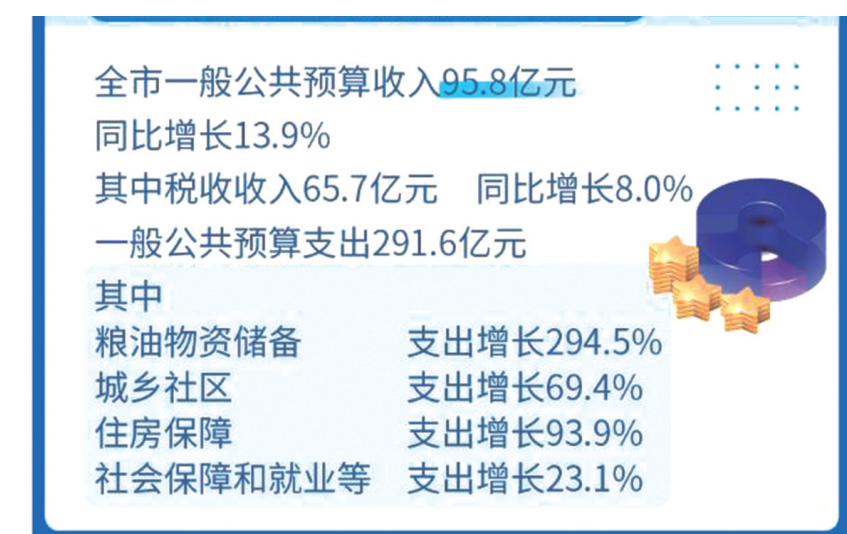 全市一般公共预算收入95.8亿元
同比增长13.9%
其中税收收入65.7亿元 同比增长8.0%
一般公共预算支出291.6亿元
其中
粮油物资储备 支出增长294.5%
城乡社区 支出增长69.4%
住房保障 支出增长93.9%
社会保障和就业等 支出增长23.1%